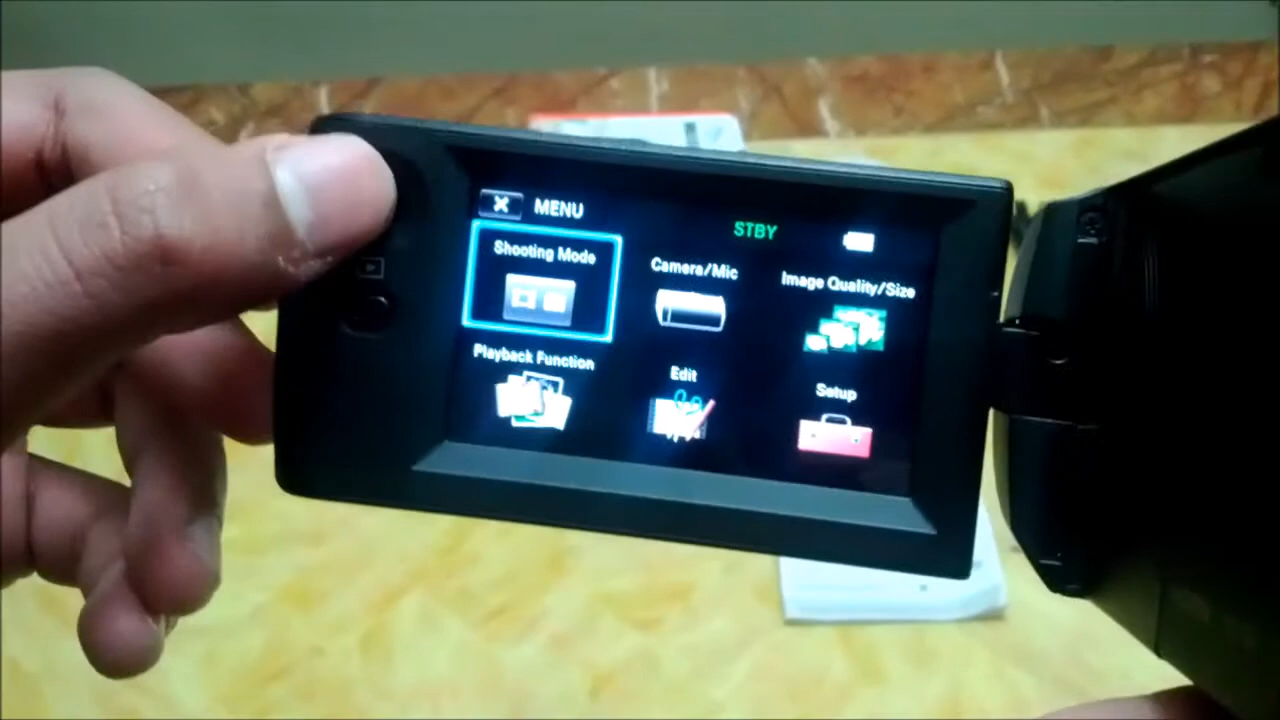 MENU
STBY
Shooting Mode
Camera/Mic
Image Quality/Size
Playback Function
Edit
Setup